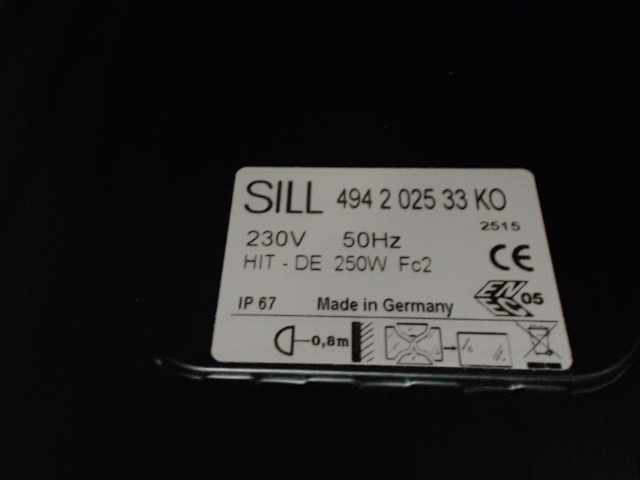 SILL 494 2 025 33 KO
2515
230V 50Hz
CE
HIT - DE 250W Fc2
IP 67 Made in Germany
ENEC 05
0,8m